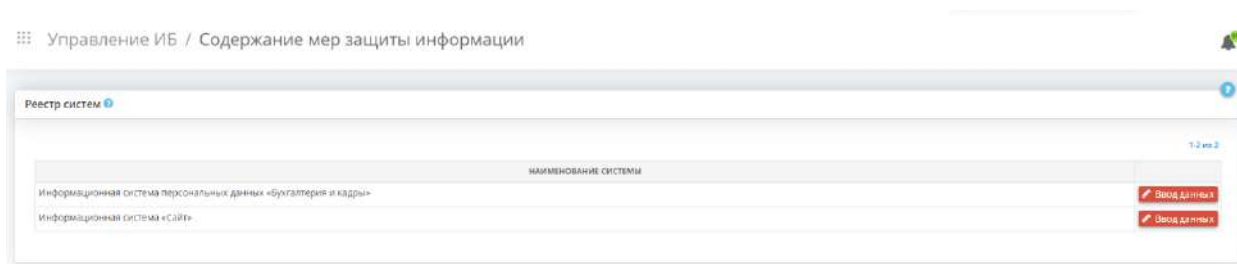 Управление ИБ / Содержание мер защиты информации
Реестр систем
1-2 из 2
НАИМЕНОВАНИЕ СИСТЕМЫ
Информационная система персональных данных «Бухгалтерия и кадры» Ввод данных
Информационная система «Сайт» Ввод данных